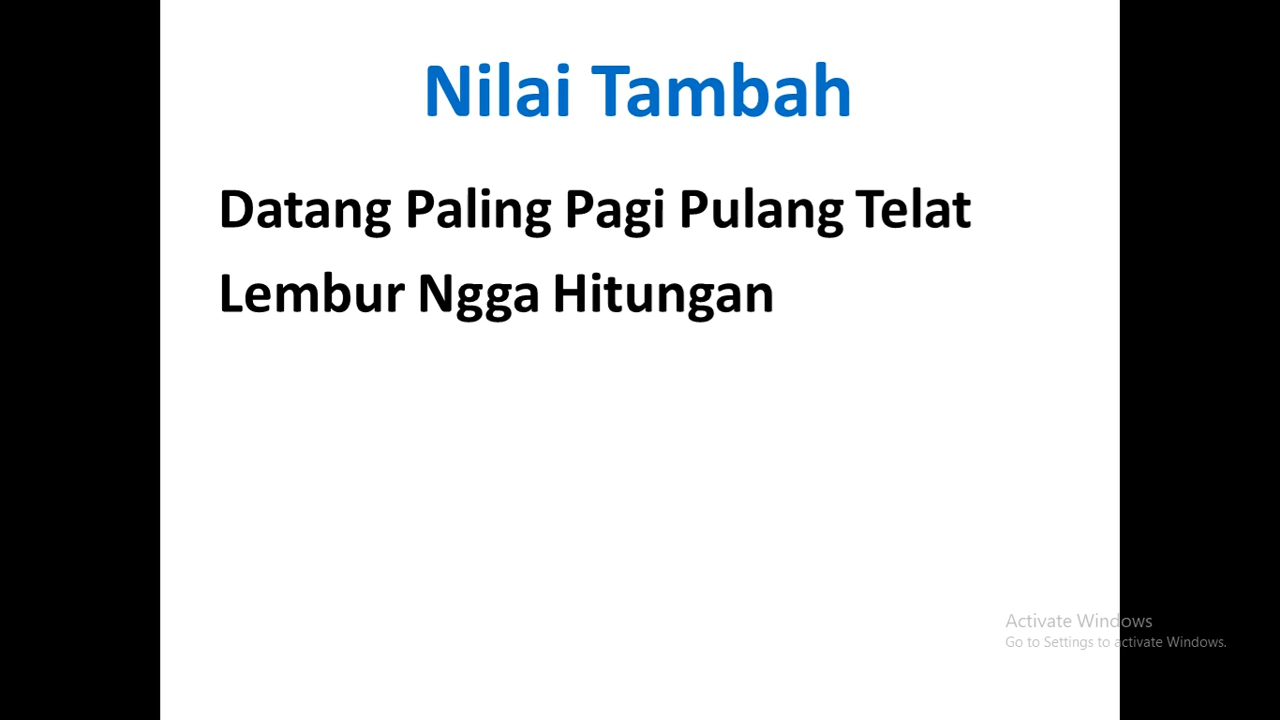 Nilai Tambah
Datang Paling Pagi Pulang Telat
Lembur Ngga Hitungan
Activate Windows
Go to Settings to activate Windows.